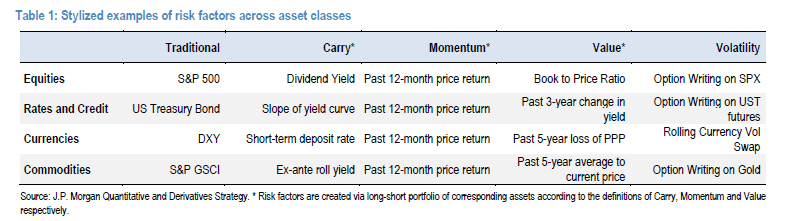 Table 1: Stylized examples of risk factors across asset classes
Traditional Carry* Momentum* Value* Volatility
Equities S&P 500 Dividend Yield Past 12-month price return Book to Price Ratio Option Writing on SPX
Rates and Credit US Treasury Bond Slope of yield curve Past 12-month price return Past 3-year change in yield Option Writing on UST futures
Currencies DXY Short-term deposit rate Past 12-month price return Past 5-year loss of PPP Rolling Currency Vol Swap
Commodities S&P GSCI Ex-ante roll yield Past 12-month price return Past 5-year average to current price Option Writing on Gold
Source: J.P. Morgan Quantitative and Derivatives Strategy. * Risk factors are created via long-short portfolio of corresponding assets according to the definitions of Carry, Momentum and Value
respectively.